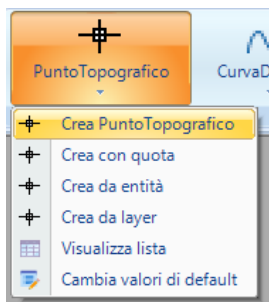 PuntoTopografico
CurvaD
Crea PuntoTopografico
Crea con quota
Crea da entità
Crea da layer
Visualizza lista
Cambia valori di default